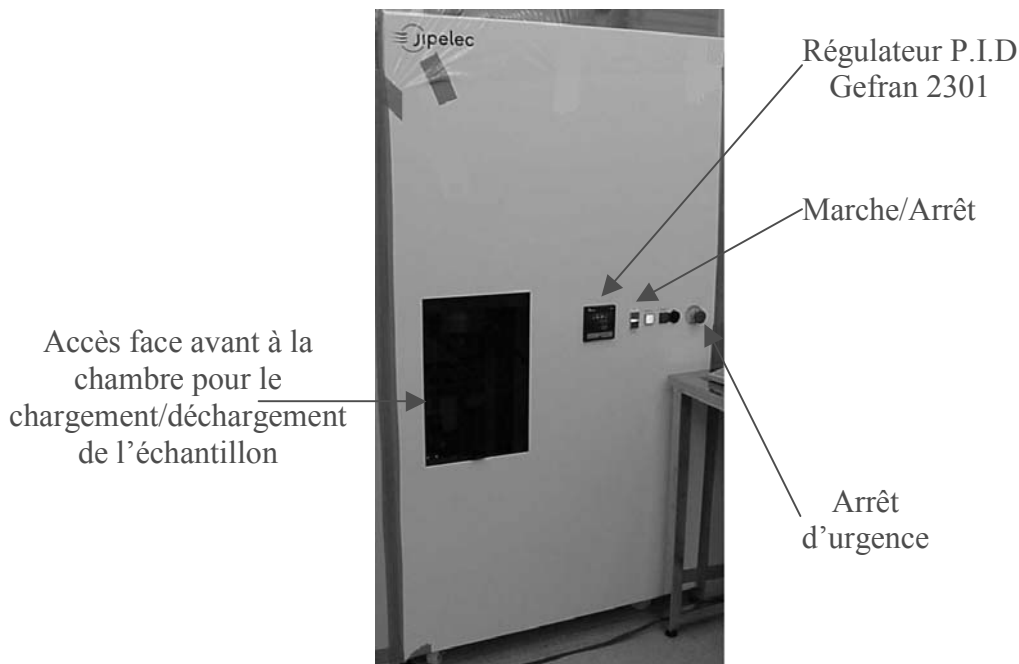 Jipelec
Régulateur P.I.D
Gefran 2301
Marche/Arrêt
Accès face avant à la
chambre pour le
chargement/déchargement
de l’échantillon
Arrêt
d’urgence